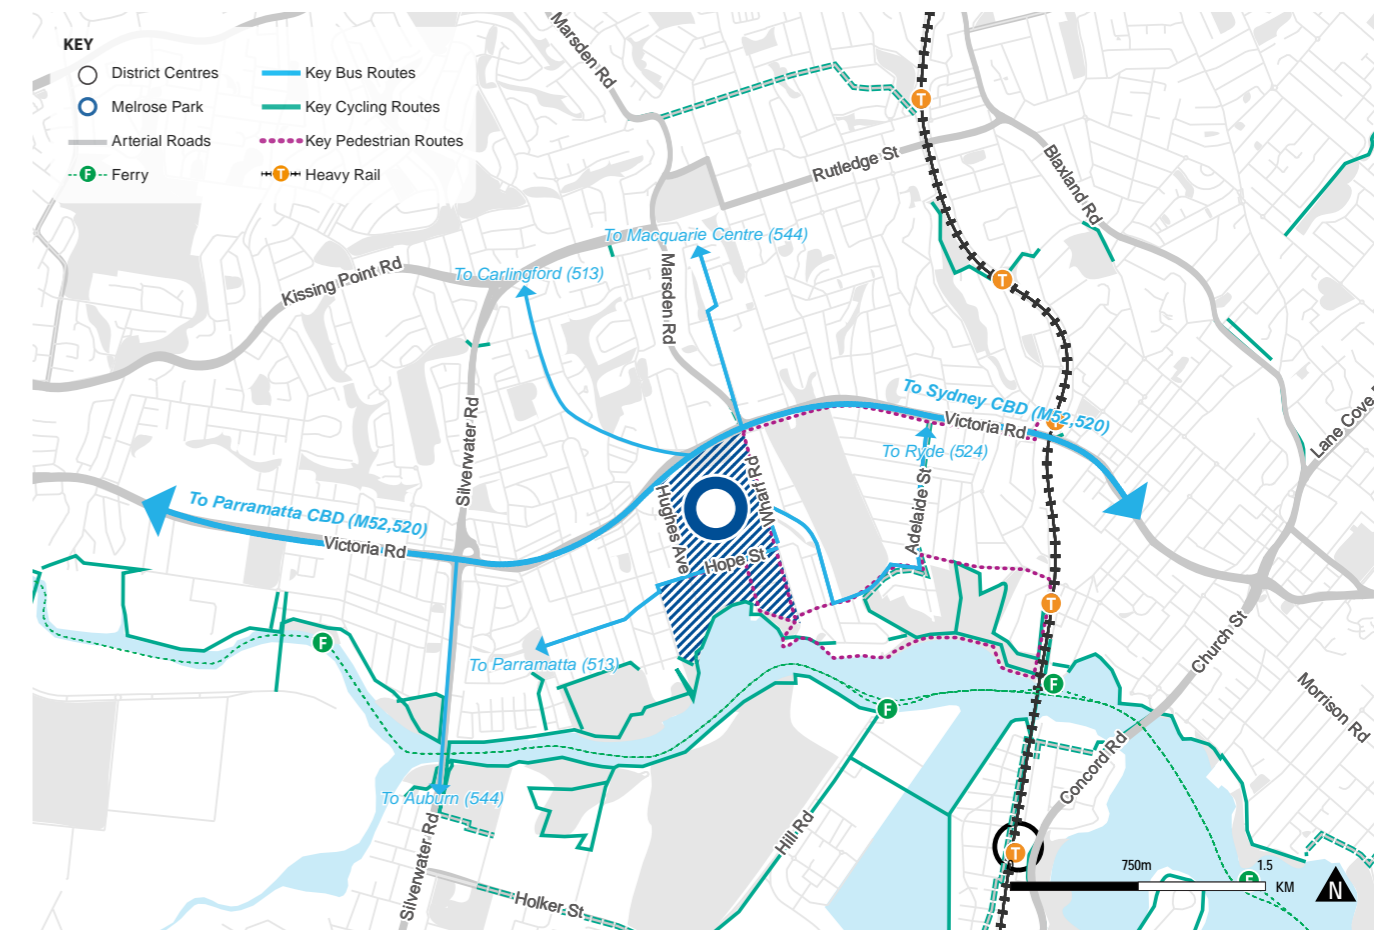 KEY
District Centres
Key Bus Routes
Melrose Park
Key Cycling Routes
Arterial Roads
Key Pedestrian Routes
F
Ferry
T
Heavy Rail
Marsden Rd
T
Rutledge St
Blaxland Rd
To Macquarie Centre (544)
To Carlingford (513)
Kissing Point Rd
Marsden Rd
T
To Sydney CBD (M52,520)
Victoria Rd
T
To Ryde (524)
Lane Cove
Silverwater Rd
Wharf Rd
Hughes Ave
Adelaide St
To Parramatta CBD (M52,520)
Victoria Rd
Hope St
T
F
To Parramatta (513)
Church St
F
F
Morrison Rd
To Auburn (544)
Concord Rd
Silverwater Rd
Hill Rd
T
0
750m
1.5
KM
F
N
Holker St